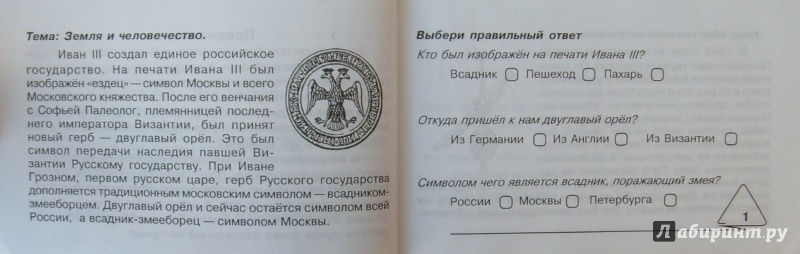 Тема: Земля и человечество.
Иван III создал единое российское
государство. На печати Ивана III был
изображён «ездец» — символ Москвы и всего
Московского княжества. После его венчания
с Софьей Палеолог, племянницей послед-
него императора Византии, был принят
новый герб — двуглавый орёл. Это был
символ передачи наследия павшей Ви-
зантии Русскому государству. При Иване
Грозном, первом русском царе, герб Русского государства
дополняется традиционным московским символом — всадником-
змееборцем. Двуглавый орёл и сейчас остаётся символом всей
России, а всадник-змееборец — символом Москвы.
Выбери правильный ответ
Кто был изображён на печати Ивана III?
Всадник Пешеход Пахарь
Откуда пришёл к нам двуглавый орёл?
Из Германии Из Англии Из Византии
Символом чего является всадник, поражающий змея?
России Москвы Петербурга
1
Лабиринт.ру